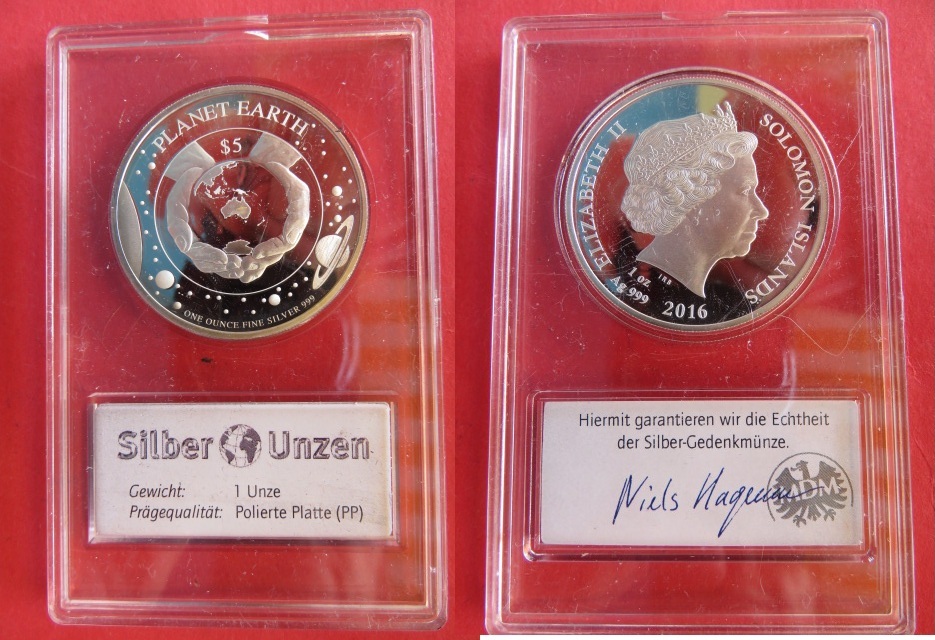 PLANET EARTH
$5
ONE OUNCE FINE SILVER 999
Silber Unzen
Gewicht: 1 Unze
Prägequalität: Polierte Platte (PP)
ELIZABETH II
SOLOMON ISLANDS
IRB
1 OZ
Ag 999
2016
Hiermit garantieren wir die Echtheit
der Silber-Gedenkmünze.
Niels
MDM